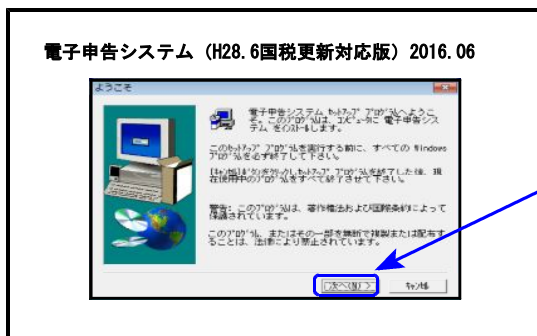 電子申告システム（H28.6国税更新対応版）2016.06
ようこそ
電子申告システム ｾｯﾄｱｯﾌﾟ ﾌﾟﾛｸﾞﾗﾑへようこ
そ。このﾌﾟﾛｸﾞﾗﾑは、ｺﾝﾋﾟｭｰﾀに 電子申告シス
テム をｲﾝｽﾄｰﾙします。
このｾｯﾄｱｯﾌﾟ ﾌﾟﾛｸﾞﾗﾑを実行する前に、すべての Windows
ﾌﾟﾛｸﾞﾗﾑを必ず終了して下さい。
[ｷｬﾝｾﾙ]ﾎﾞﾀﾝをｸﾘｯｸしｾｯﾄｱｯﾌﾟ ﾌﾟﾛｸﾞﾗﾑを終了した後、現
在使用中のﾌﾟﾛｸﾞﾗﾑをすべて終了させて下さい。
警告: このﾌﾟﾛｸﾞﾗﾑは、著作権法および国際条約によって
保護されています。
このﾌﾟﾛｸﾞﾗﾑ、またはその一部を無断で複製または配布す
ることは、法律により禁止されています。
次へ(N) >
ｷｬﾝｾﾙ